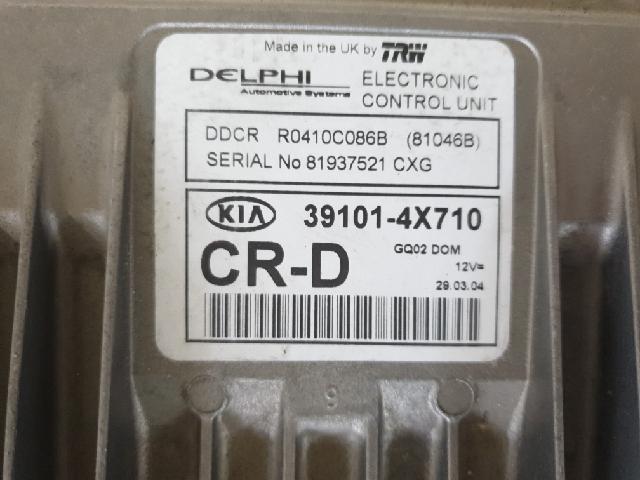 Made in the UK by TRW
DELPHI
Automotive Systems
ELECTRONIC
CONTROL UNIT
DDCR R0410C086B (81046B)
SERIAL No 81937521 CXG
KIA 39101-4X710
CR-D
GQ02 DOM
12V=
29.03.04
9